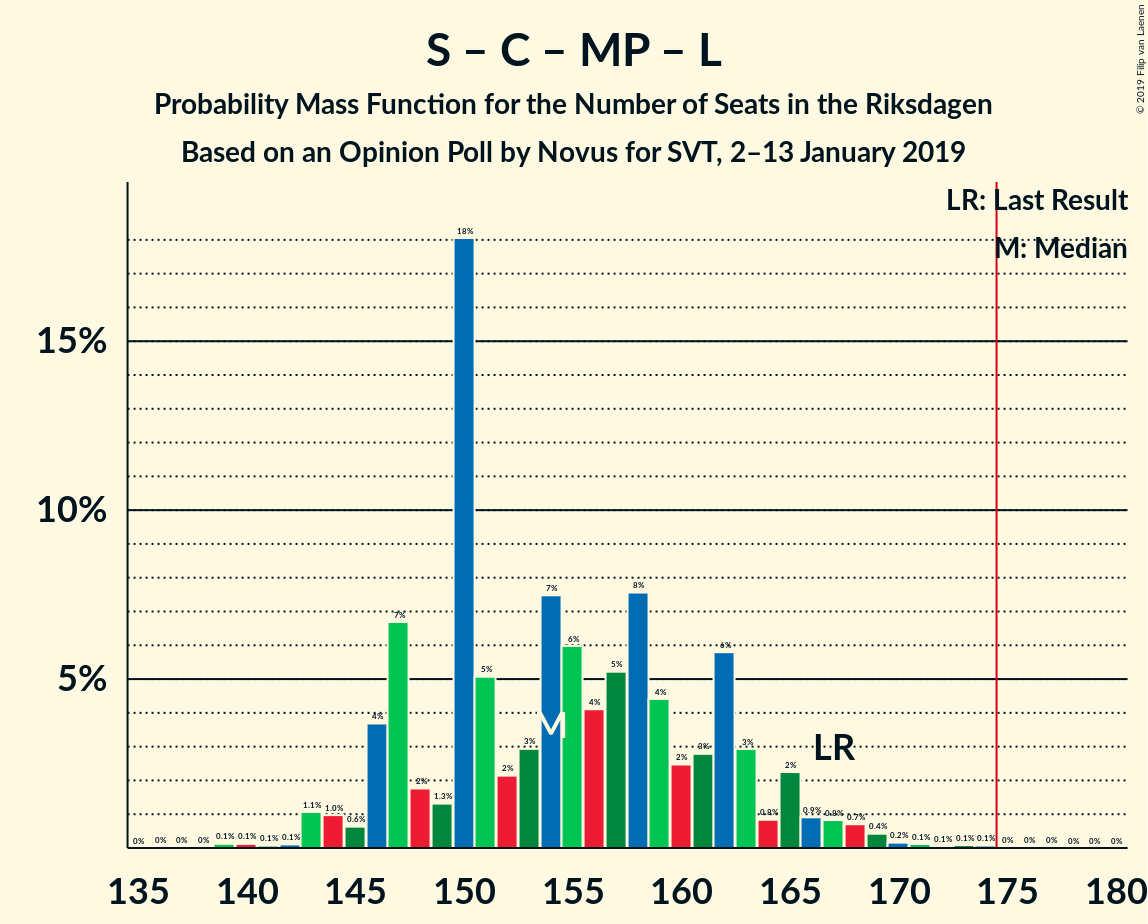 S – C – MP – L
Probability Mass Function for the Number of Seats in the Riksdagen
Based on an Opinion Poll by Novus for SVT, 2–13 January 2019
© 2019 Filip van Laenen
LR: Last Result
M: Median
15%
10%
5%
0% 0% 0% 0% 0.1% 0.1% 0.1% 0.1% 1.1% 1.0% 0.6% 4% 7% 2% 1.3% 18% 5% 2% 3% 7% 6% 4% 5% 8% 4% 2% 3% 6% 3% 0.8% 2% 0.9% 0.8% 0.7% 0.4% 0.2% 0.1% 0.1% 0.1% 0.1% 0% 0% 0% 0% 0% 0%
M
LR
135 140 145 150 155 160 165 170 175 180